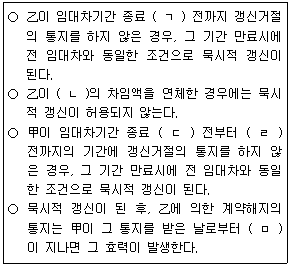 ○ 乙이 임대차기간 종료 ( ㄱ ) 전까지 갱신거절
의 통지를 하지 않은 경우, 그 기간 만료시에
전 임대차와 동일한 조건으로 묵시적 갱신이
된다.
○ 乙이 ( ㄴ )의 차임액을 연체한 경우에는 묵시
적 갱신이 허용되지 않는다.
○ 甲이 임대차기간 종료 ( ㄷ ) 전부터 ( ㄹ )
전까지의 기간에 갱신거절의 통지를 하지 않
은 경우, 그 기간 만료시에 전 임대차와 동일
한 조건으로 묵시적 갱신이 된다.
○ 묵시적 갱신이 된 후, 乙에 의한 계약해지의
통지는 甲이 그 통지를 받은 날로부터 ( ㅁ )
이 지나면 그 효력이 발생한다.